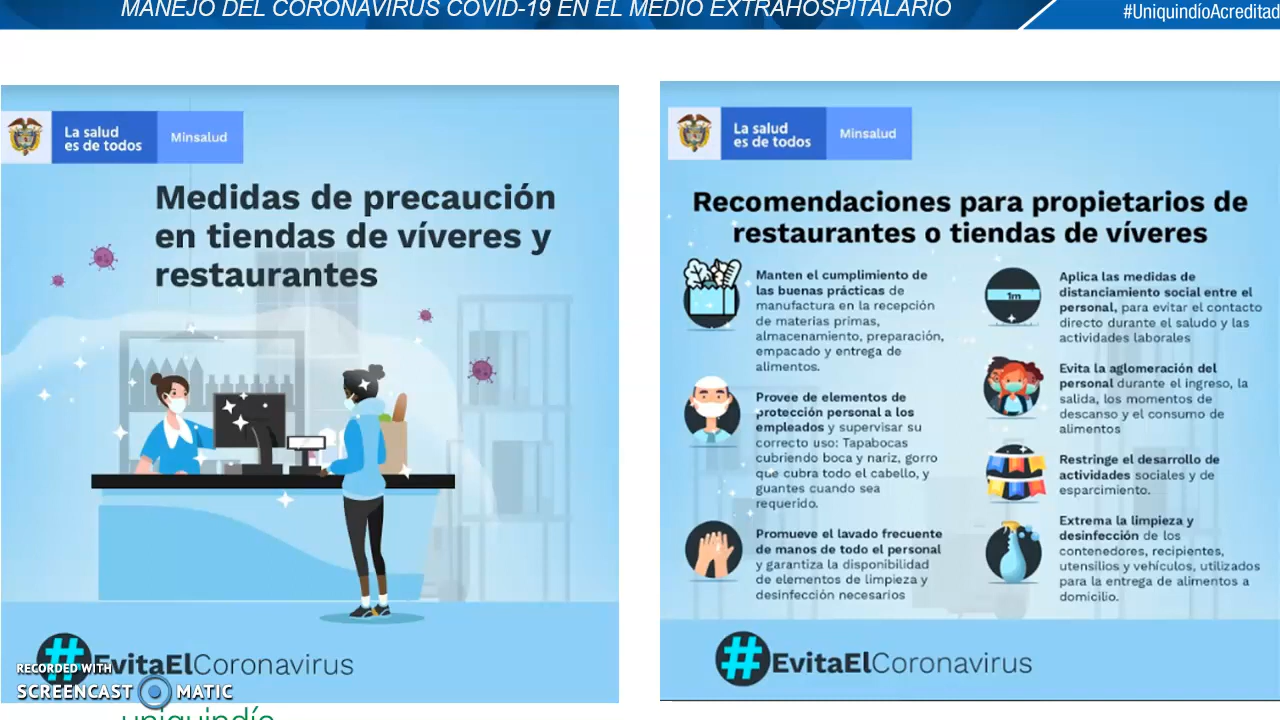 MANEJO DEL CORONAVIRUS COVID-19 EN EL MEDIO EXTRAHOSPITALARIO
#UniquindíoAcreditad
La salud
es de todos
Minsalud
Medidas de precaución
en tiendas de víveres y
restaurantes
#EvitaElCoronavirus
RECORDED WITH
SCREENCAST MATIC
uniquindío
La salud
es de todos
Minsalud
Recomendaciones para propietarios de
restaurantes o tiendas de víveres
Manten el cumplimiento de
las buenas prácticas de
manufactura en la recepción
de materias primas,
almacenamiento, preparación,
empacado y entrega de
alimentos.
Provee de elementos de
protección personal a los
empleados y supervisar su
correcto uso: Tapabocas
cubriendo boca y nariz, gorro
que cubra todo el cabello, y
guantes cuando sea
requerido.
Promueve el lavado frecuente
de manos de todo el personal
y garantiza la disponibilidad
de elementos de limpieza y
desinfección necesarios
1m
Aplica las medidas de
distanciamiento social entre el
personal, para evitar el contacto
directo durante el saludo y las
actividades laborales
Evita la aglomeración del
personal durante el ingreso, la
salida, los momentos de
descanso y el consumo de
alimentos
Restringe el desarrollo de
actividades sociales y de
esparcimiento.
Extrema la limpieza y
desinfección de los
contenedores, recipientes,
utensilios y vehículos, utilizados
para la entrega de alimentos a
domicilio.
#EvitaElCoronavirus